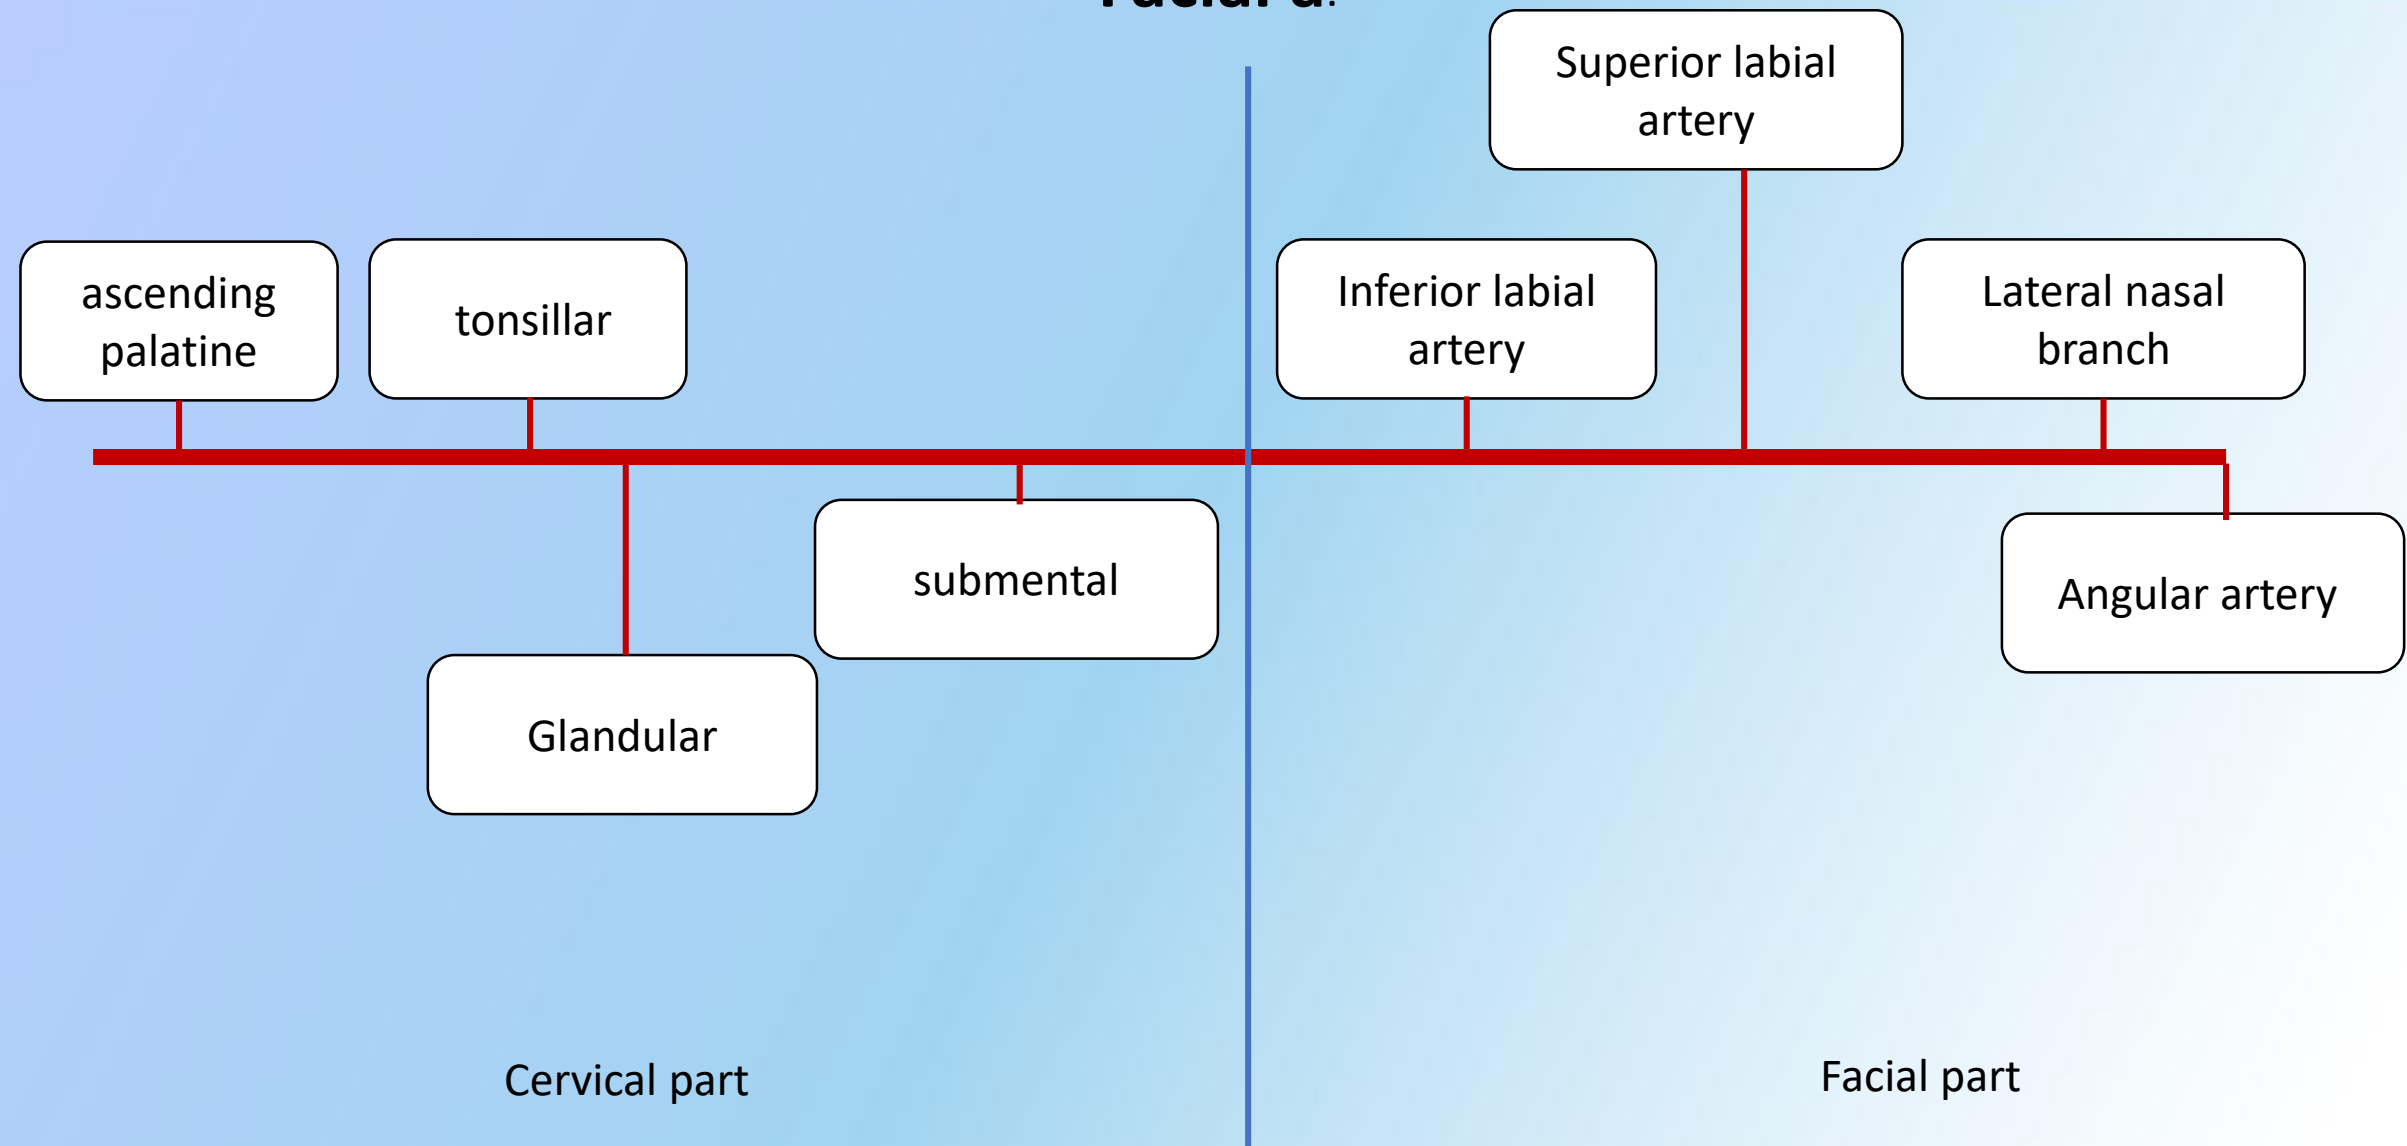 Facial a.
Superior labial
artery
ascending
palatine
tonsillar
Inferior labial
artery
Lateral nasal
branch
submental
Angular artery
Glandular
Cervical part
Facial part